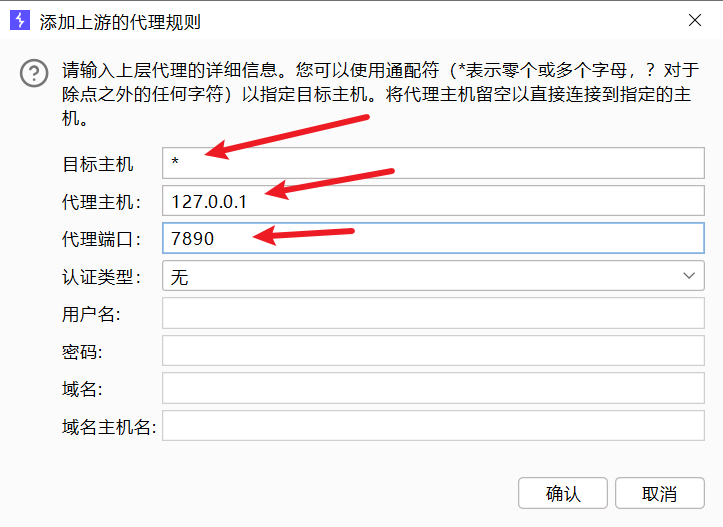 添加上游的代理规则
请输入上层代理的详细信息。您可以使用通配符（*表示零个或多个字母，？对于
除点之外的任何字符）以指定目标主机。将代理主机留空以直接连接到指定的主
机。
目标主机 *
代理主机： 127.0.0.1
代理端口： 7890
认证类型： 无
用户名:
密码:
域名:
域名主机名:
确认 取消